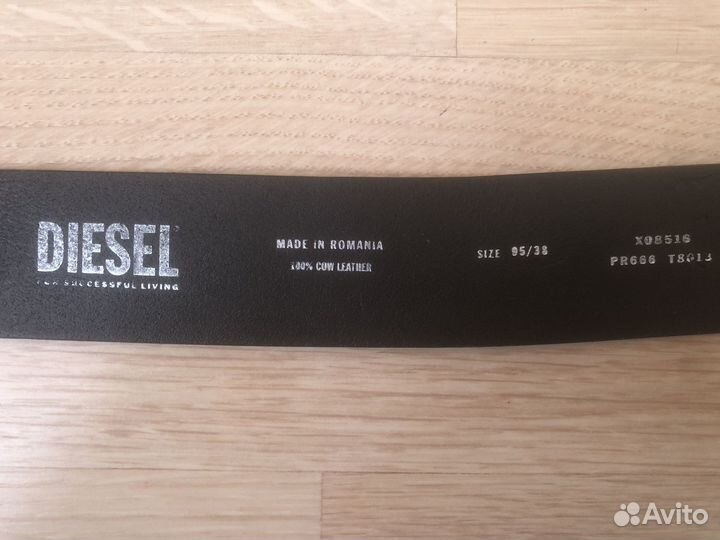 DIESEL
FOR SUCCESSFUL LIVING
MADE IN ROMANIA
100% COW LEATHER
SIZE 95/38
X08516
PR666 T8013
Avito